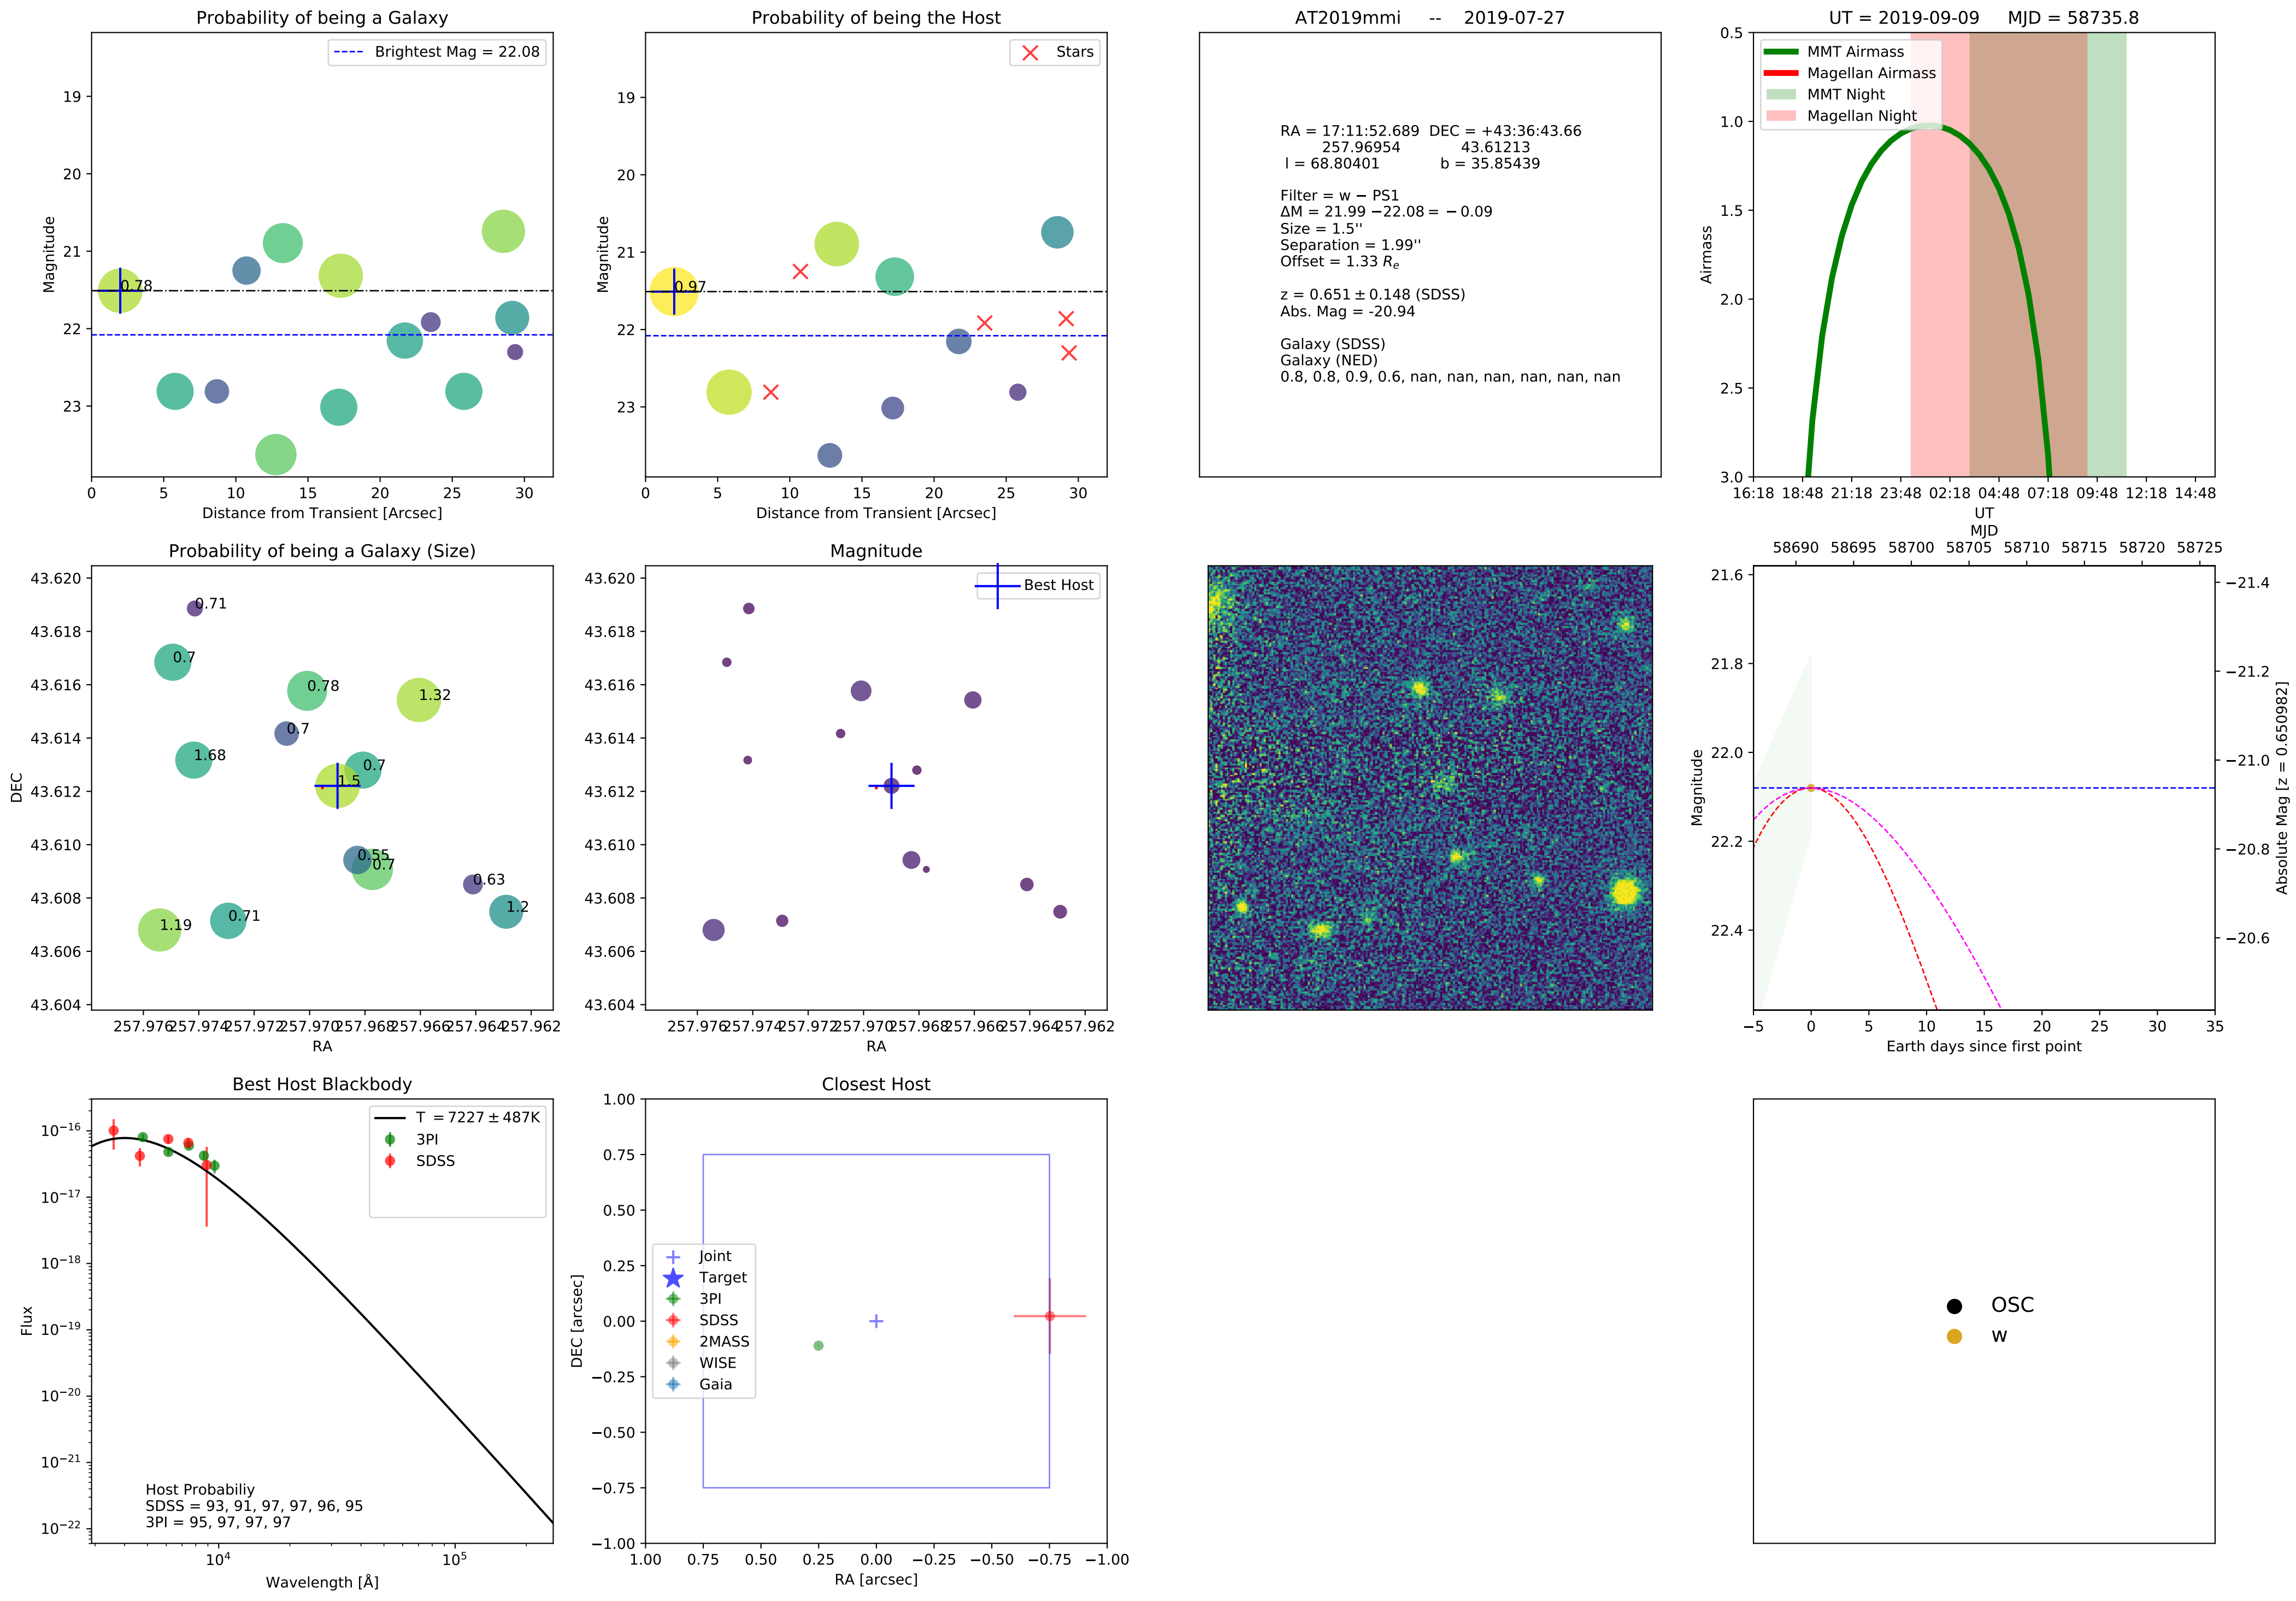 Probability of being a Galaxy
Brightest Mag = 22.08
0.78
19
20
21
22
23
Magnitude
0 5 10 15 20 25 30
Distance from Transient [Arcsec]
Probability of being the Host
Stars
0.97
19
20
21
22
23
Magnitude
0 5 10 15 20 25 30
Distance from Transient [Arcsec]
AT2019mmi -- 2019-07-27
RA = 17:11:52.689 DEC = +43:36:43.66
257.96954 43.61213
l = 68.80401 b = 35.85439
Filter = w − PS1
ΔM = 21.99 −22.08 = −0.09
Size = 1.5''
Separation = 1.99''
Offset = 1.33 Re
z = 0.651 ± 0.148 (SDSS)
Abs. Mag = -20.94
Galaxy (SDSS)
Galaxy (NED)
0.8, 0.8, 0.9, 0.6, nan, nan, nan, nan, nan, nan
UT = 2019-09-09 MJD = 58735.8
MMT Airmass
Magellan Airmass
MMT Night
Magellan Night
0.5
1.0
1.5
2.0
2.5
3.0
Airmass
16:18 18:48 21:18 23:48 02:18 04:48 07:18 09:48 12:18 14:48
UT
Probability of being a Galaxy (Size)
43.620
43.618
43.616
43.614
43.612
43.610
43.608
43.606
43.604
DEC
0.71
0.7
0.78
1.32
0.7
1.68
0.7
1.5
0.55
0.7
0.63
1.2
0.71
1.19
257.976 257.974 257.972 257.970 257.968 257.966 257.964 257.962
RA
Magnitude
Best Host
43.620
43.618
43.616
43.614
43.612
43.610
43.608
43.606
43.604
257.976 257.974 257.972 257.970 257.968 257.966 257.964 257.962
RA
MJD
58690 58695 58700 58705 58710 58715 58720 58725
21.6
21.8
22.0
22.2
22.4
Magnitude
−21.4
−21.2
−21.0
−20.8
−20.6
Absolute Mag [z = 0.650982]
−5 0 5 10 15 20 25 30 35
Earth days since first point
Best Host Blackbody
T = 7227 ± 487K
3PI
SDSS
10−16
10−17
10−18
10−19
10−20
10−21
10−22
Flux
Host Probabiliy
SDSS = 93, 91, 97, 97, 96, 95
3PI = 95, 97, 97, 97
104 105
Wavelength [Å]
Closest Host
1.00
0.75
0.50
0.25
0.00
−0.25
−0.50
−0.75
−1.00
DEC [arcsec]
Joint
Target
3PI
SDSS
2MASS
WISE
Gaia
1.00 0.75 0.50 0.25 0.00 −0.25 −0.50 −0.75 −1.00
RA [arcsec]
OSC
w